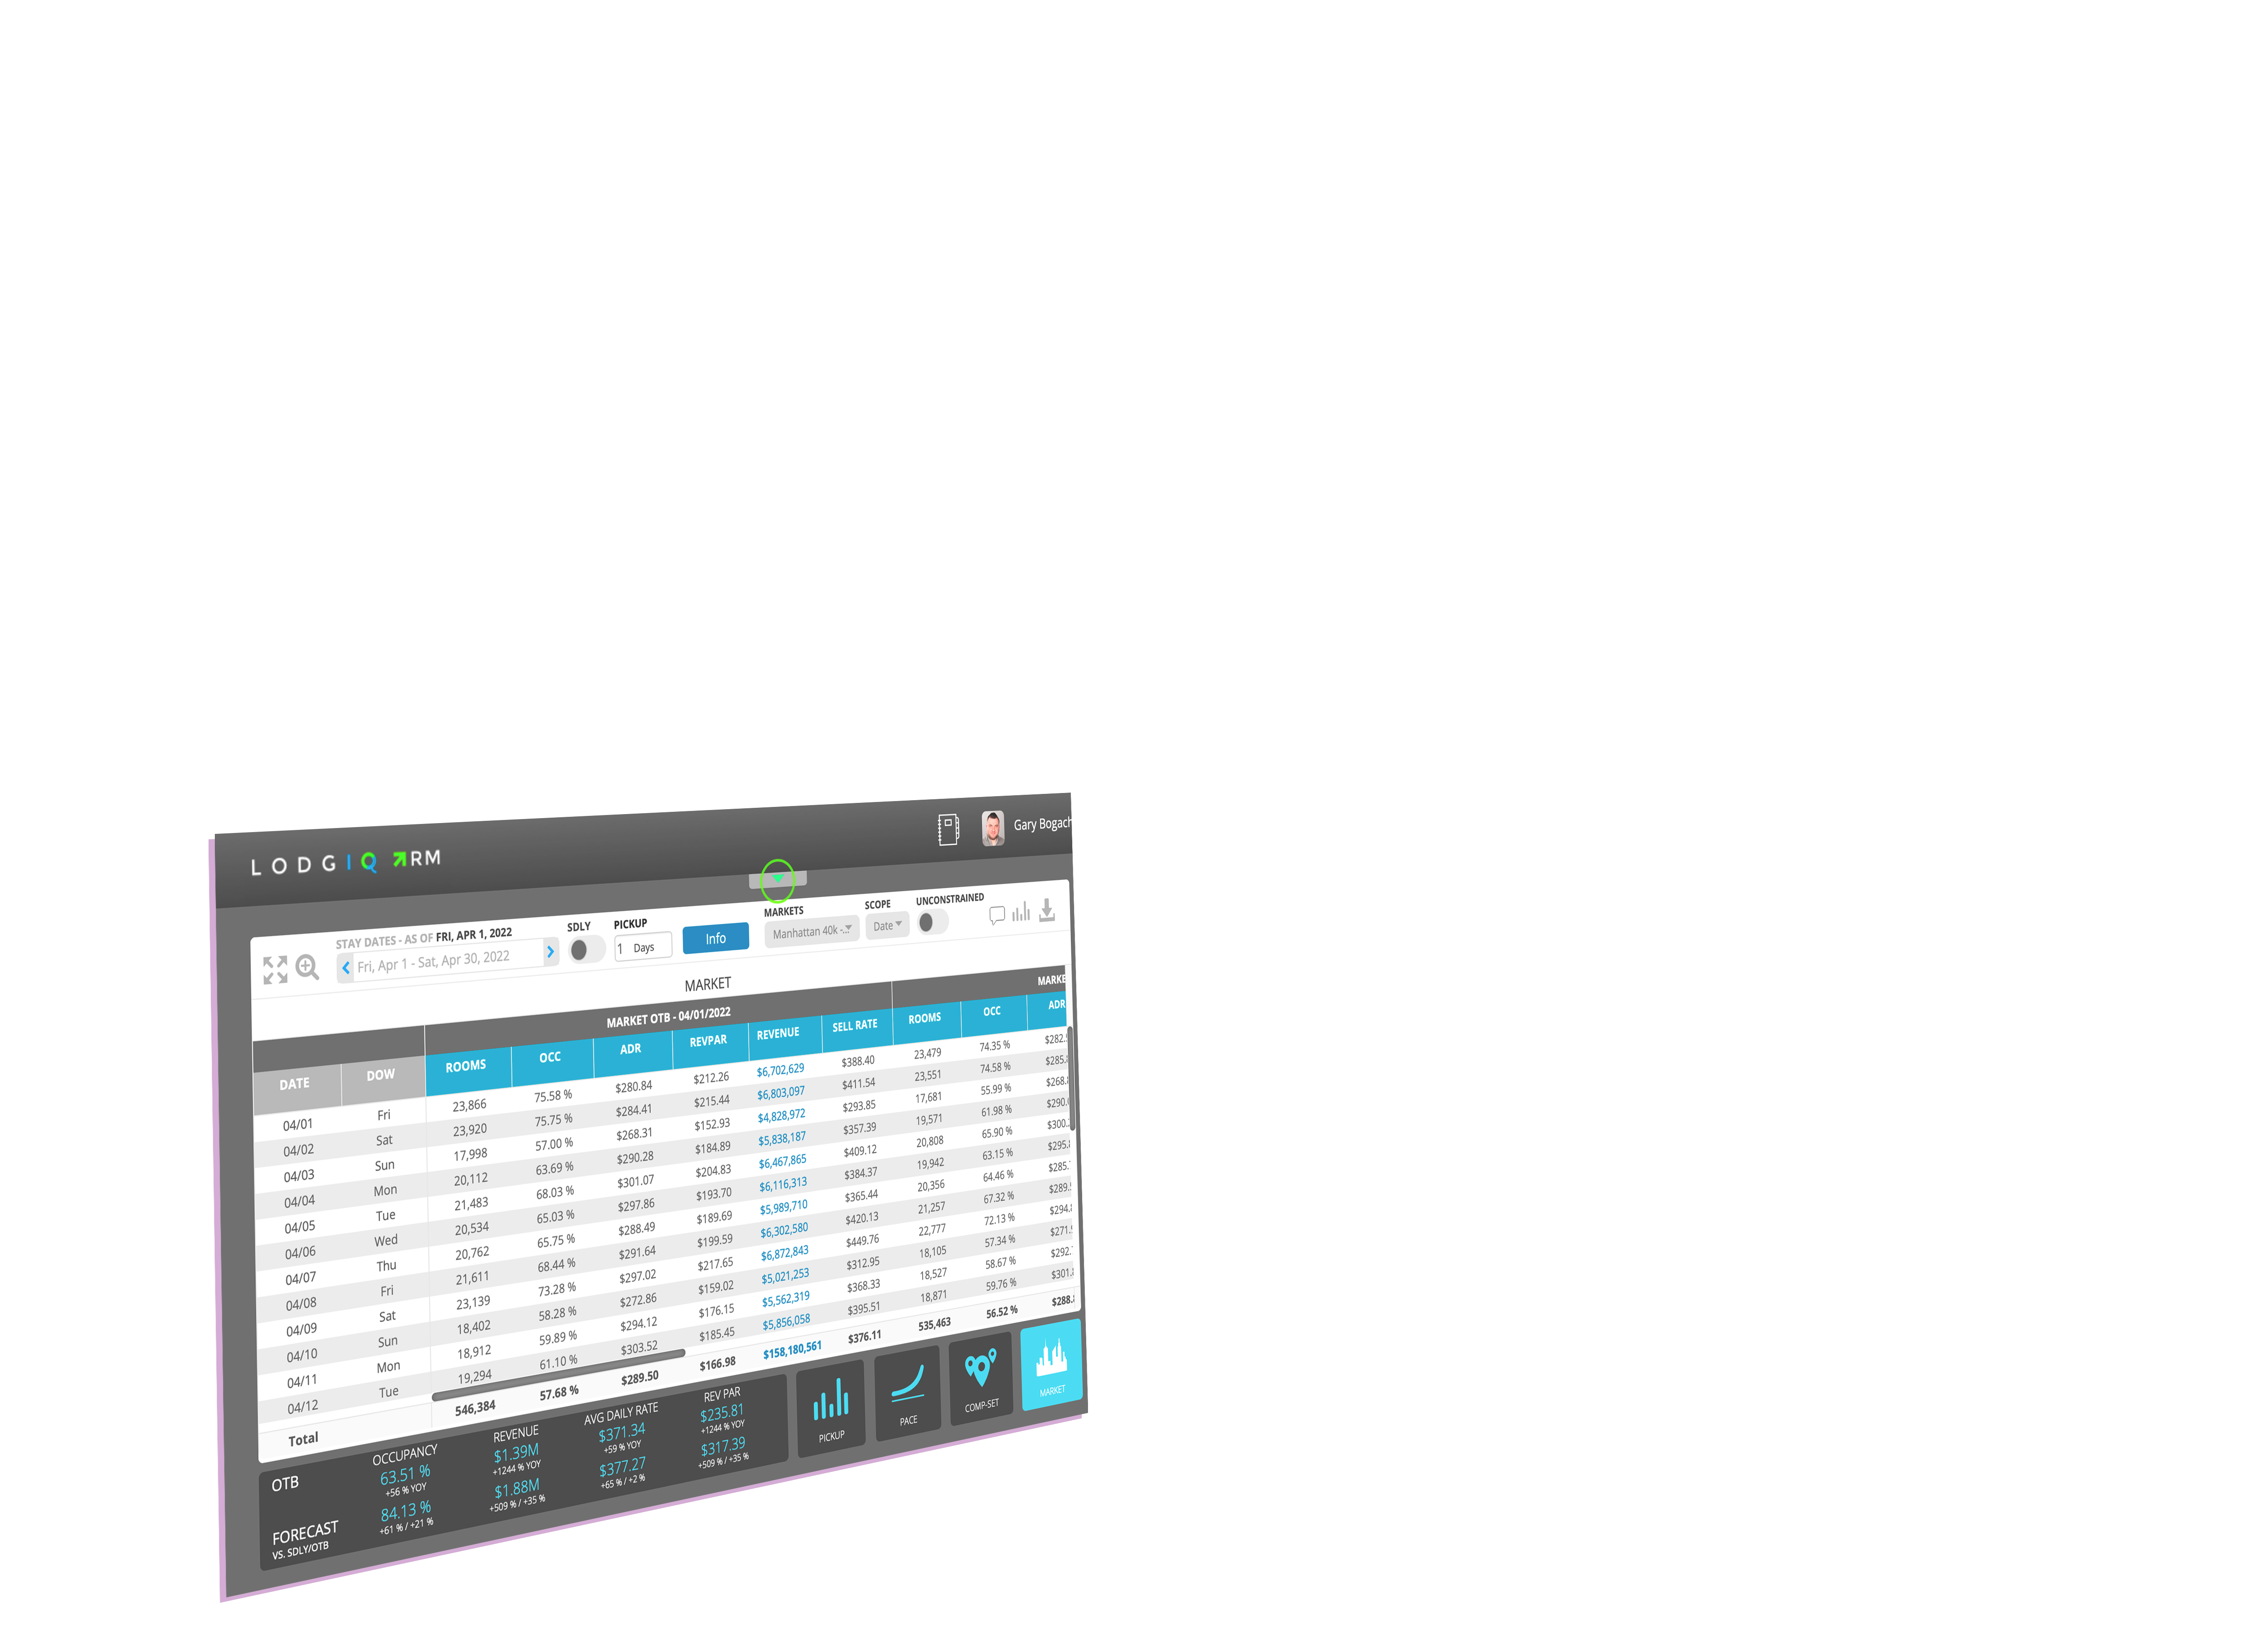 LODGIQ RM
Gary Bogach
STAY DATES - AS OF FRI, APR 1, 2022
Fri, Apr 1 - Sat, Apr 30, 2022
SDLY
PICKUP
1 Days
Info
MARKETS
Manhattan 40k -...
SCOPE
Date
UNCONSTRAINED
MARKET
MARKET OTB - 04/01/2022
MARKE
DATE DOW ROOMS OCC ADR REVPAR REVENUE SELL RATE ROOMS OCC ADR
04/01 Fri 23,866 75.58 % $280.84 $212.26 $6,702,629 $388.40 23,479 74.35 % $282.5
04/02 Sat 23,920 75.75 % $284.41 $215.44 $6,803,097 $411.54 23,551 74.58 % $285.8
04/03 Sun 17,998 57.00 % $268.31 $152.93 $4,828,972 $293.85 17,681 55.99 % $268.8
04/04 Mon 20,112 63.69 % $290.28 $184.89 $5,838,187 $357.39 19,571 61.98 % $290.
04/05 Tue 21,483 68.03 % $301.07 $204.83 $6,467,865 $409.12 20,808 65.90 % $300.
04/06 Wed 20,534 65.03 % $297.86 $193.70 $6,116,313 $384.37 19,942 63.15 % $295.8
04/07 Thu 20,762 65.75 % $288.49 $189.69 $5,989,710 $365.44 20,356 64.46 % $285.
04/08 Fri 21,611 68.44 % $291.64 $199.59 $6,302,580 $420.13 21,257 67.32 % $289.5
04/09 Sat 23,139 73.28 % $297.02 $217.65 $6,872,843 $449.76 22,777 72.13 % $294.8
04/10 Sun 18,402 58.28 % $272.86 $159.02 $5,021,253 $312.95 18,105 57.34 % $271.5
04/11 Mon 18,912 59.89 % $294.12 $176.15 $5,562,319 $368.33 18,527 58.67 % $292.
04/12 Tue 19,294 61.10 % $303.52 $185.45 $5,856,058 $395.51 18,871 59.76 % $301.8
Total 546,384 57.68 % $289.50 $166.98 $158,180,561 $376.11 535,463 56.52 % $288.8
OCCUPANCY REVENUE AVG DAILY RATE REV PAR
OTB 63.51 % $1.39M $371.34 $235.81
+56 % YOY +1244 % YOY +59 % YOY +1244 % YOY
FORECAST 84.13 % $1.88M $377.27 $317.39
VS. SDLY/OTB +61 % / +21 % +509 % / +35 % +65 % / +2 % +509 % / +35 %
PICKUP
PACE
COMP-SET
MARKET